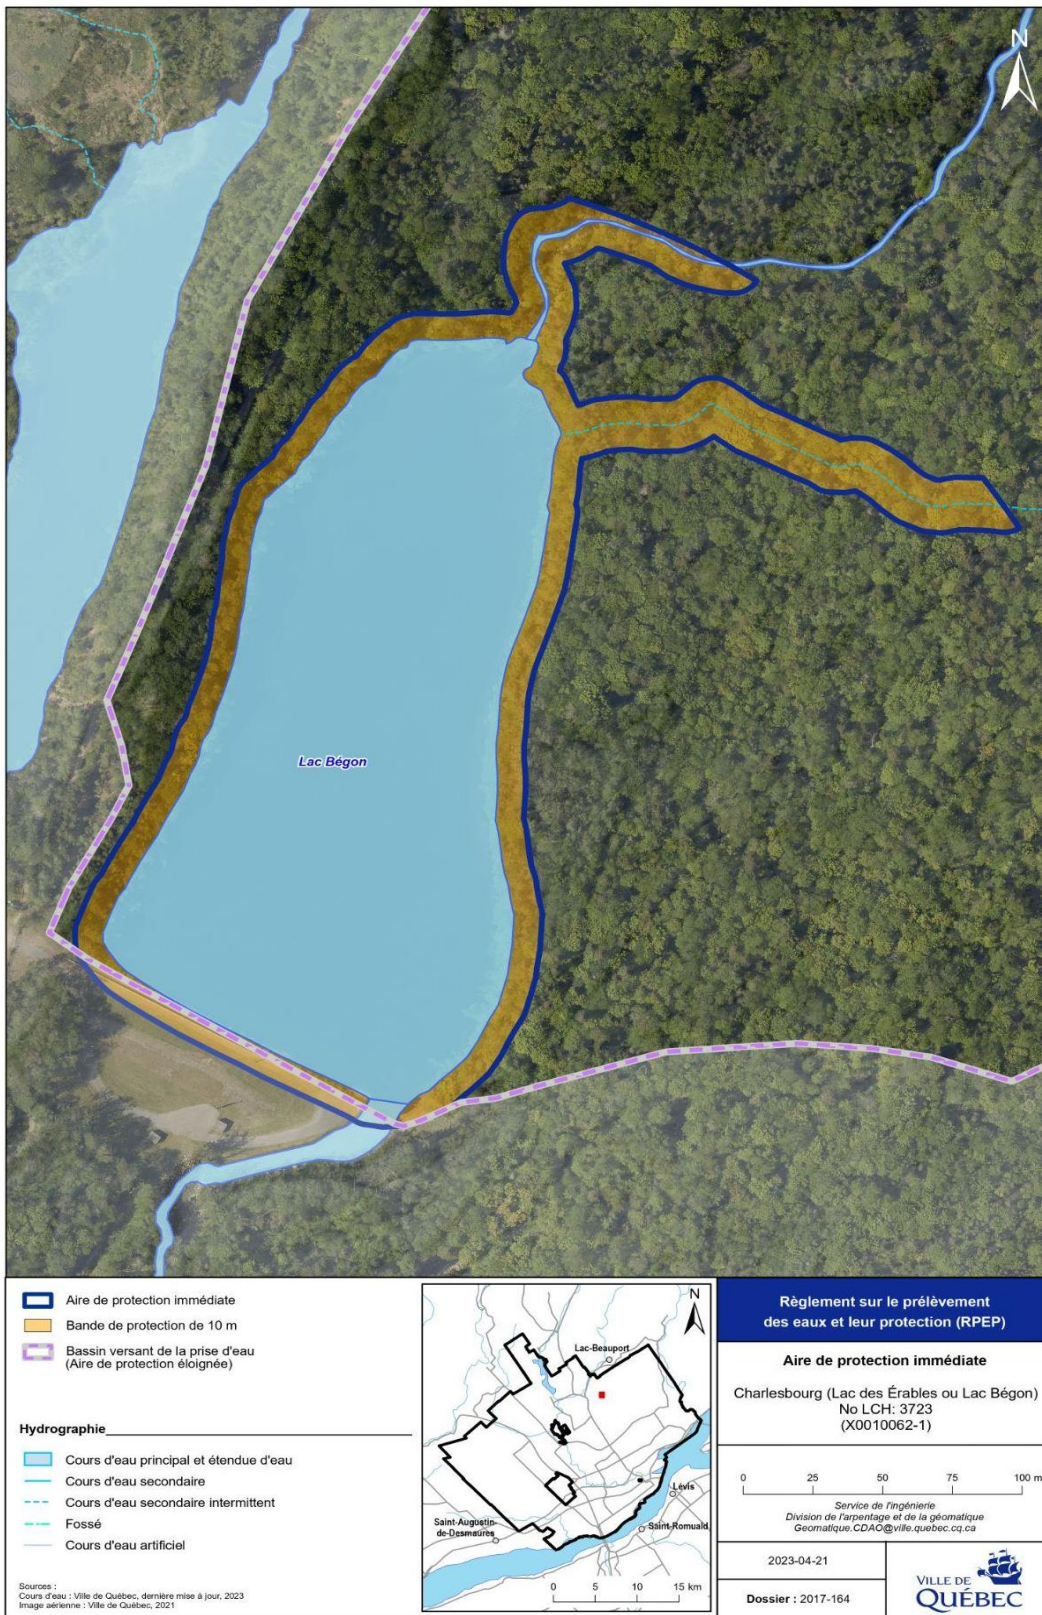 N
Lac Bégon
Aire de protection immédiate
Bande de protection de 10 m
Bassin versant de la prise d'eau
(Aire de protection éloignée)
Hydrographie
Cours d'eau principal et étendue d'eau
Cours d'eau secondaire
Cours d'eau secondaire intermittent
Fossé
Cours d'eau artificiel
Sources :
Cours d'eau : Ville de Québec, dernière mise à jour, 2023
Image aérienne : Ville de Québec, 2021
N
Lac-Beauport
Lévis
Saint-Augustin-
de-Desmaures
Saint-Romuald
0 5 10 15 km
Règlement sur le prélèvement
des eaux et leur protection (RPEP)
Aire de protection immédiate
Charlesbourg (Lac des Érables ou Lac Bégon)
No LCH: 3723
(X0010062-1)
0 25 50 75 100 m
Service de l'ingénierie
Division de l'arpentage et de la géomatique
Geomatique.CDAO@ville.quebec.qc.ca
2023-04-21
Dossier : 2017-164
VILLE DE
QUÉBEC